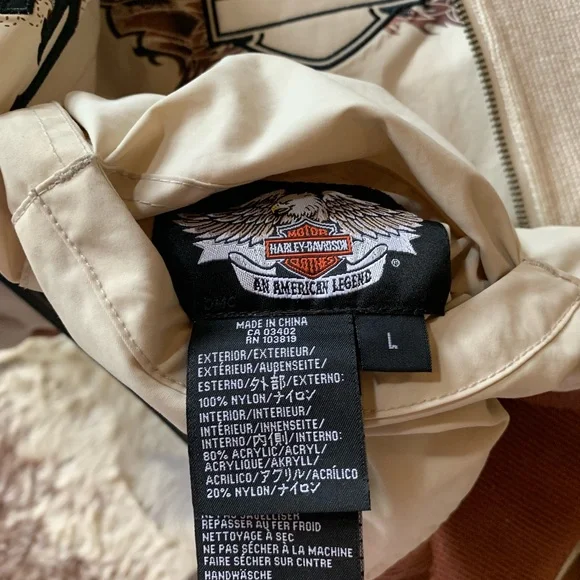 MOTOR
HARLEY-DAVIDSON
CLOTHES
AN AMERICAN LEGEND
®
L
MADE IN CHINA
CA 03402
RN 103819
EXTERIOR/EXTERIEUR/
EXTÉRIEUR/AUßENSEITE/
ESTERNO/外部/EXTERNO:
100% NYLON/ナイロン
INTERIOR/INTERIEUR/
INTÉRIEUR/INNENSEITE/
INTERNO/内側/INTERNO:
80% ACRYLIC/ACRYL/
ACRYLIQUE/AKRYLL/
ACRILICO/アクリル/ACRÍLICO
20% NYLON/ナイロン
REPASSER AU FER FROID
NETTOYAGE À SEC
NE PAS SÉCHER À LA MACHINE
FAIRE SÉCHER SUR CINTRE
HANDWÄSCHE